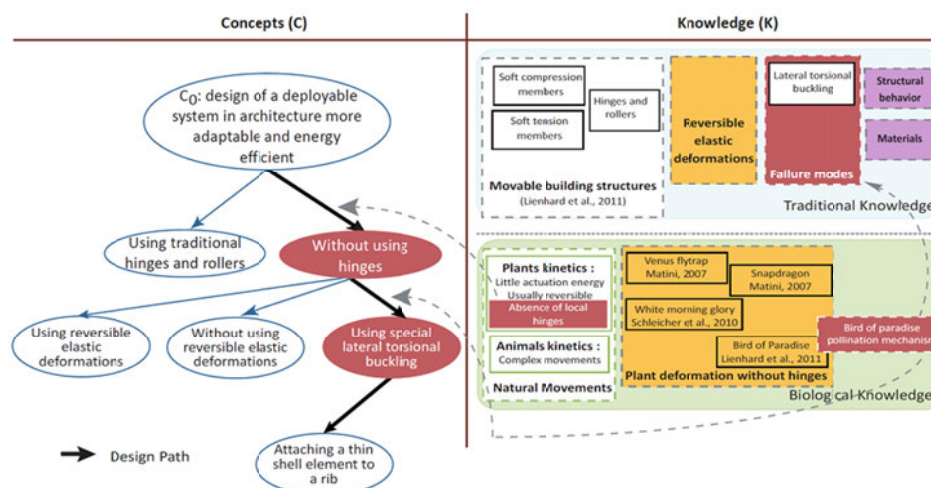 Concepts (C)
C0: design of a deployable
system in architecture more
adaptable and energy
efficient
Using traditional
hinges and rollers
Without using
hinges
Using reversible
elastic
deformations
Without using
reversible elastic
deformations
Using special
lateral torsional
buckling
Attaching a thin
shell element to
a rib
Design Path
Knowledge (K)
Soft compression
members
Soft tension
members
Hinges and
rollers
Movable building structures
(Lienhard et al., 2011)
Reversible
elastic
deformations
Lateral torsional
buckling
Failure modes
Structural
behavior
Materials
Traditional Knowledge
Plants kinetics :
Little actuation energy
Usually reversible
Absence of local
hinges
Animals kinetics :
Complex movements
Natural Movements
Venus flytrap
Matini, 2007
Snapdragon
Matini, 2007
White morning glory
Schleicher et al., 2010
Bird of Paradise
Lienhard et al., 2011
Plant deformation without hinges
Bird of paradise
pollination mechanism
Biological Knowledge